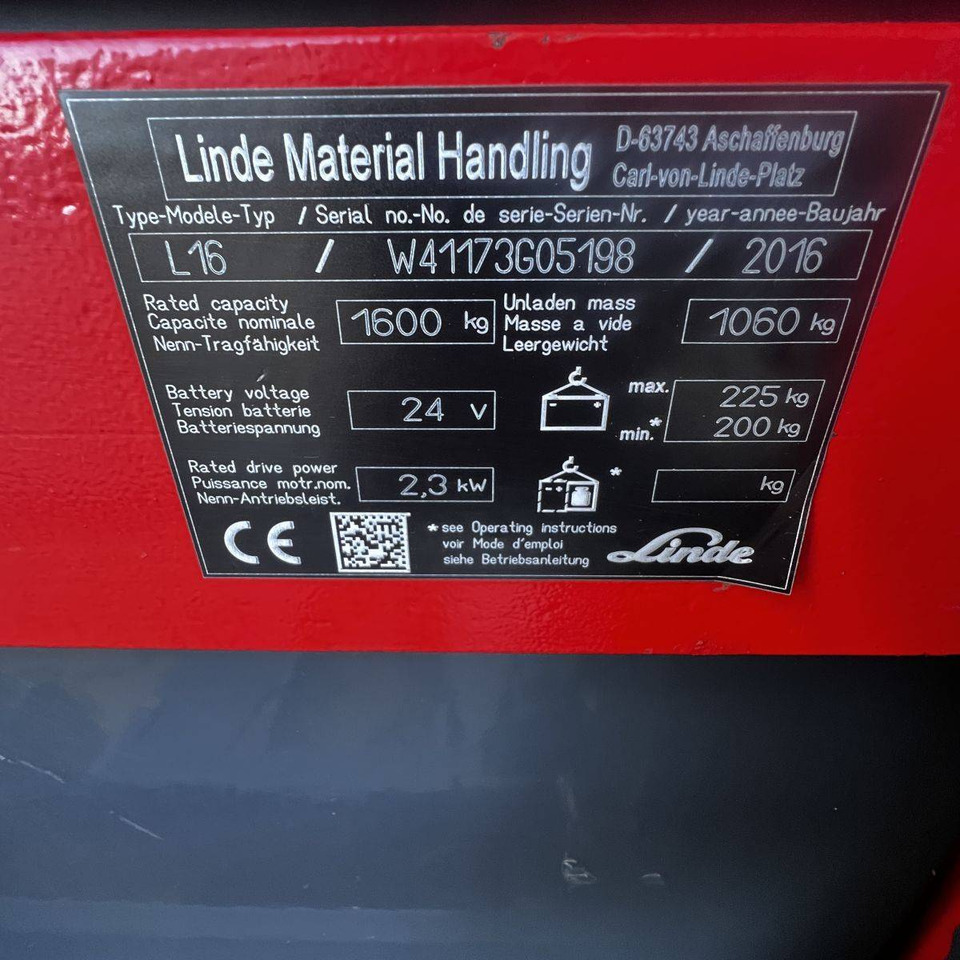 Linde Material Handling
D-63743 Aschaffenburg
Carl-von-Linde-Platz
Type-Modele-Typ / Serial no.-No. de serie-Serien-Nr. / year-annee-Baujahr
L16 / W41173G05198 / 2016
Rated capacity
Capacite nominale
Nenn-Tragfähigkeit
1600 kg
Unladen mass
Masse a vide
Leergewicht
1060 kg
Battery voltage
Tension batterie
Batteriespannung
24 V
max. 225 kg
min.* 200 kg
Rated drive power
Puissance motr.nom.
Nenn-Antriebsleist.
2,3 kW
* kg
CE
* see Operating instructions
voir Mode d'emploi
siehe Betriebsanleitung
Linde